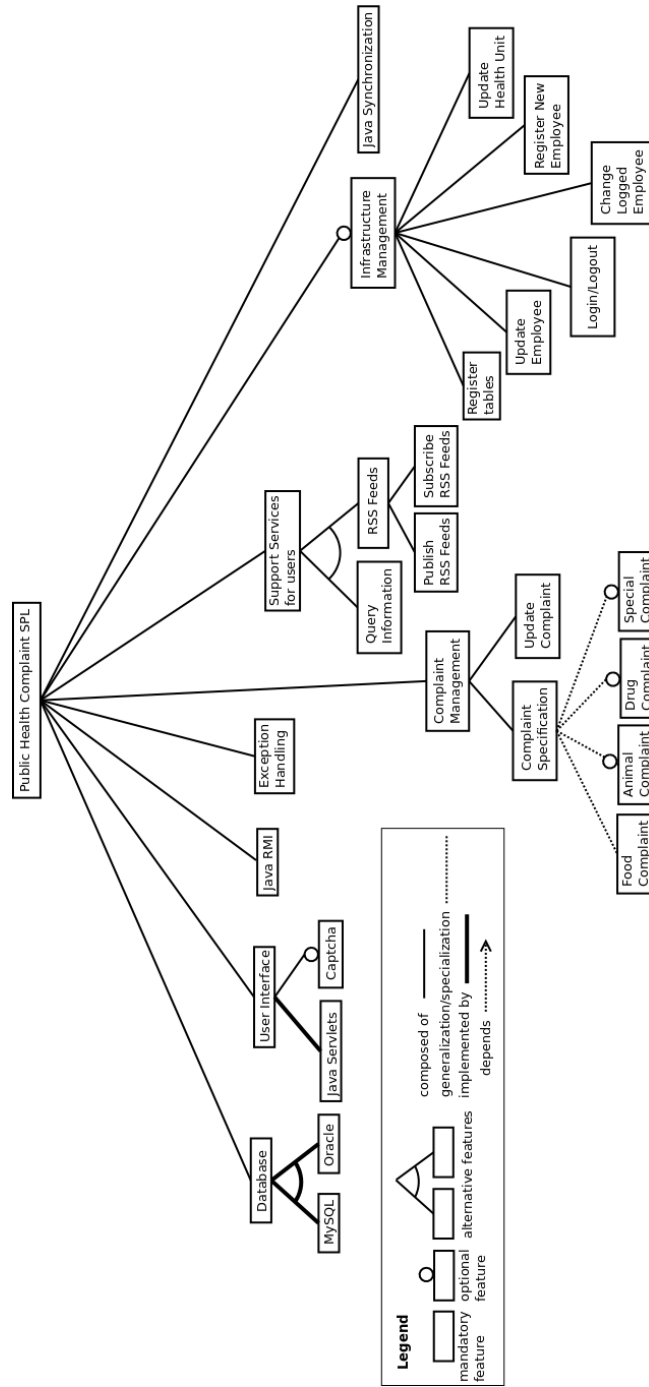 Public Health Complaint SPL
Database
MySQL
Oracle
User Interface
Java Servlets
Captcha
Java RMI
Exception
Handling
Complaint
Management
Complaint
Specification
Update
Complaint
Food
Complaint
Animal
Complaint
Drug
Complaint
Special
Complaint
Support Services
for users
Query
Information
RSS Feeds
Publish
RSS Feeds
Subscribe
RSS Feeds
Infrastructure
Management
Register
tables
Update
Employee
Login/Logout
Change
Logged
Employee
Register New
Employee
Update
Health Unit
Java Synchronization
Legend
mandatory
feature
optional
feature
alternative features
composed of
generalization/specialization
implemented by
depends